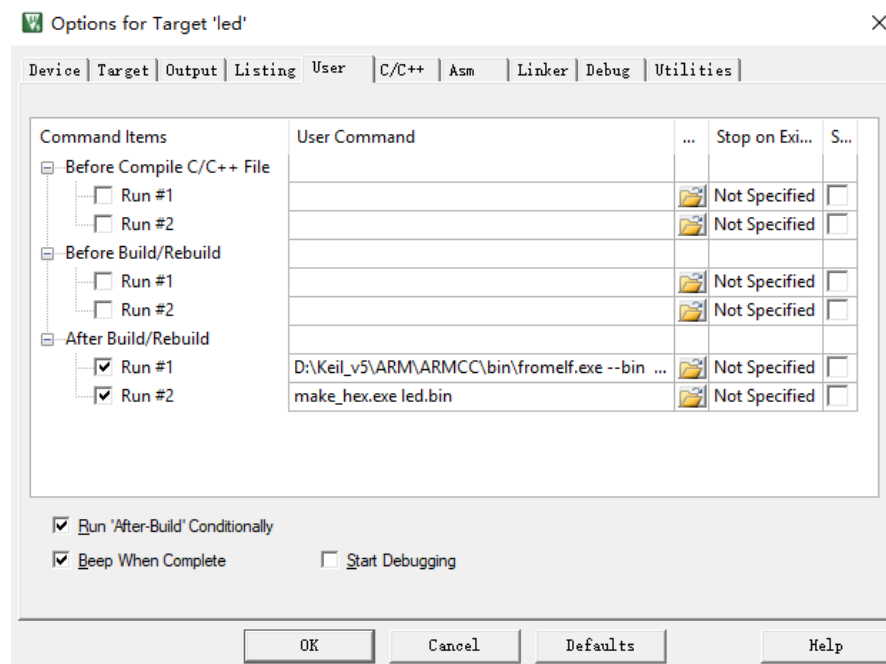 Options for Target 'led'
Device Target Output Listing User C/C++ Asm Linker Debug Utilities
Command Items User Command ... Stop on Exi... S...
Before Compile C/C++ File
Run #1 Not Specified
Run #2 Not Specified
Before Build/Rebuild
Run #1 Not Specified
Run #2 Not Specified
After Build/Rebuild
Run #1 D:\Keil_v5\ARM\ARMCC\bin\fromelf.exe --bin ... Not Specified
Run #2 make_hex.exe led.bin Not Specified
Run 'After-Build' Conditionally
Beep When Complete Start Debugging
OK Cancel Defaults Help